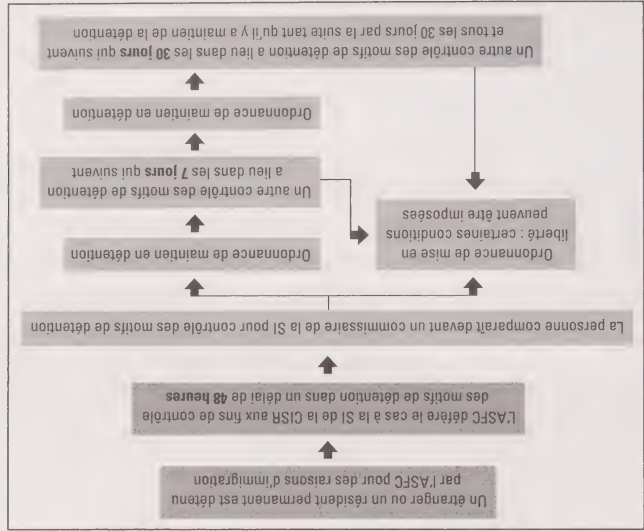 Un étranger ou un résident permanent est détenu
par l'ASFC pour des raisons d'immigration
L'ASFC défère le cas à la SI de la CISR aux fins de contrôle
des motifs de détention dans un délai de 48 heures
La personne comparaît devant un commissaire de la SI pour contrôle des motifs de détention
Ordonnance de mise en
liberté : certaines conditions
peuvent être imposées
Ordonnance de maintien en détention
Un autre contrôle des motifs de détention
a lieu dans les 7 jours qui suivent
Ordonnance de maintien en détention
Un autre contrôle des motifs de détention a lieu dans les 30 jours qui suivent
et tous les 30 jours par la suite tant qu'il y a maintien de la détention